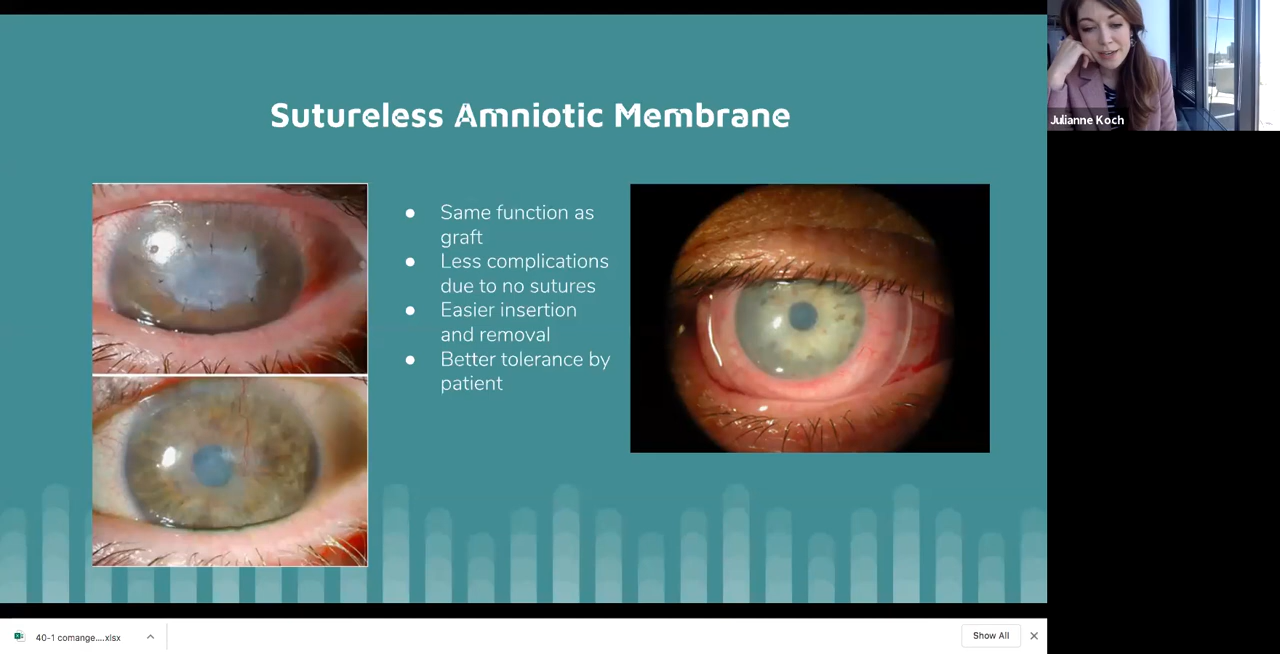 Sutureless Amniotic Membrane
Julianne Koch
● Same function as
graft
● Less complications
due to no sutures
● Easier insertion
and removal
● Better tolerance by
patient
40-1 comange....xlsx
Show All